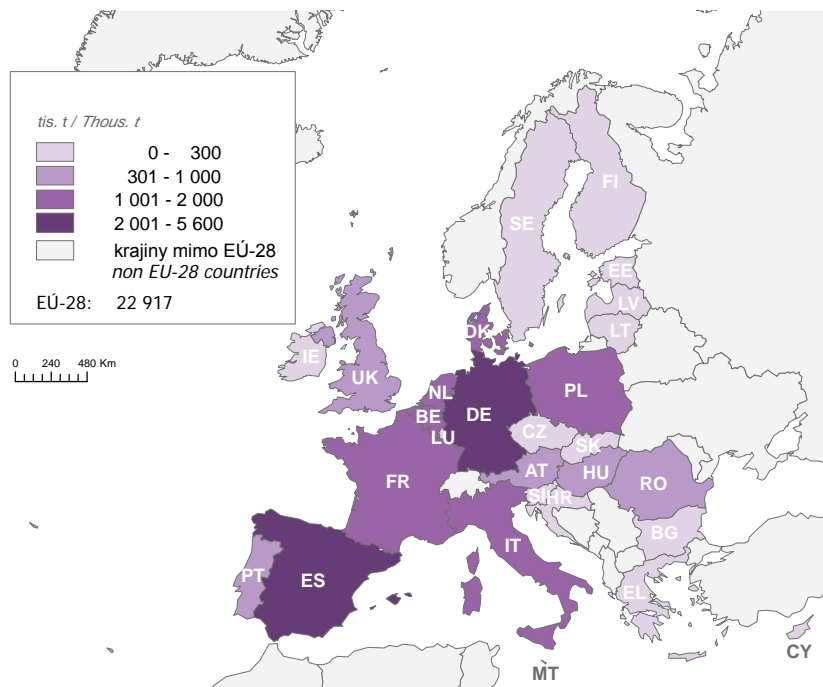 tis. t / Thous. t
0 - 300
301 - 1 000
1 001 - 2 000
2 001 - 5 600
krajiny mimo EÚ-28
non EU-28 countries
EÚ-28: 22 917
0 240 480 Km
FI
SE
EE
LV
LT
DK
IE
UK
NL
PL
BE
DE
LU
CZ
SK
FR
AT
HU
RO
SI
HR
BG
IT
PT
ES
EL
CY
MT